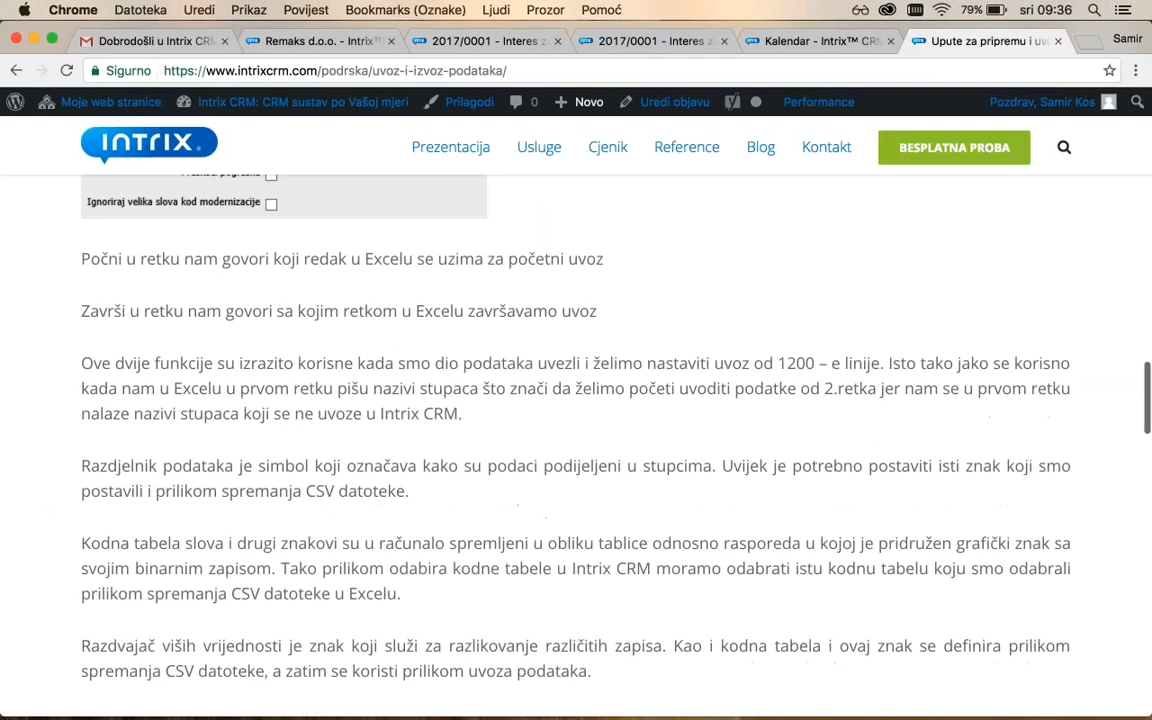 Chrome Datoteka Uredi Prikaz Povijest Bookmarks (Oznake) Ljudi Prozor Pomoć 79% sri 09:36
Dobrodošli u Intrix CRM Remaks d.o.o. - Intrix™ 2017/0001 - Interes z 2017/0001 - Interes z Kalendar - Intrix™ CRM Upute za pripremu i uvo Samir
Sigurno https://www.intrixcrm.com/podrska/uvoz-i-izvoz-podataka/
Moje web stranice Intrix CRM: CRM sustav po Vašoj mjeri Prilagodi 0 Novo Uredi objavu Performance Pozdrav, Samir Kos
INTRIX Prezentacija Usluge Cjenik Reference Blog Kontakt BESPLATNA PROBA
Ignoriraj velika slova kod modernizacije
Počni u retku nam govori koji redak u Excelu se uzima za početni uvoz
Završi u retku nam govori sa kojim retkom u Excelu završavamo uvoz
Ove dvije funkcije su izrazito korisne kada smo dio podataka uvezli i želimo nastaviti uvoz od 1200 – e linije. Isto tako jako se korisno
kada nam u Excelu u prvom retku pišu nazivi stupaca što znači da želimo početi uvoditi podatke od 2.retka jer nam se u prvom retku
nalaze nazivi stupaca koji se ne uvoze u Intrix CRM.
Razdjelnik podataka je simbol koji označava kako su podaci podijeljeni u stupcima. Uvijek je potrebno postaviti isti znak koji smo
postavili i prilikom spremanja CSV datoteke.
Kodna tabela slova i drugi znakovi su u računalo spremljeni u obliku tablice odnosno rasporeda u kojoj je pridružen grafički znak sa
svojim binarnim zapisom. Tako prilikom odabira kodne tabele u Intrix CRM moramo odabrati istu kodnu tabelu koju smo odabrali
prilikom spremanja CSV datoteke u Excelu.
Razdvajač viših vrijednosti je znak koji služi za razlikovanje različitih zapisa. Kao i kodna tabela i ovaj znak se definira prilikom
spremanja CSV datoteke, a zatim se koristi prilikom uvoza podataka.